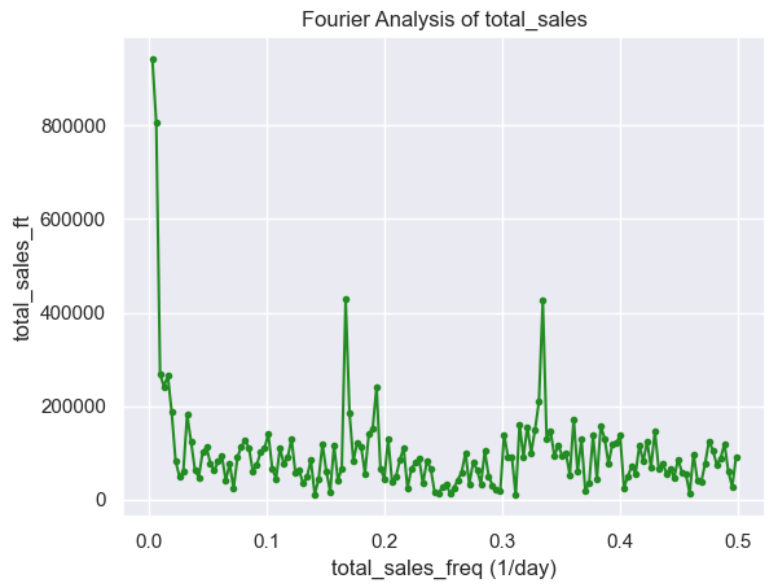 Fourier Analysis of total_sales
total_sales_ft
800000
600000
400000
200000
0
0.0 0.1 0.2 0.3 0.4 0.5
total_sales_freq (1/day)